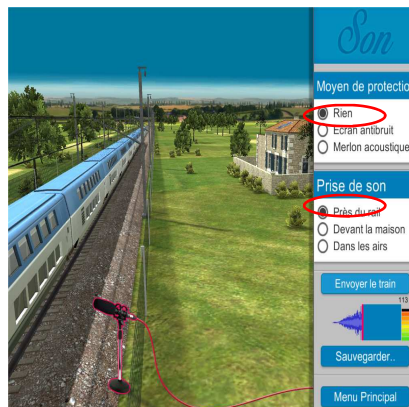 Son
Moyen de protectio
Rien
Ecran antibruit
Merlon acoustique
Prise de son
Près du rail
Devant la maison
Dans les airs
Envoyer le train
113
Sauvegarder..
Menu Principal